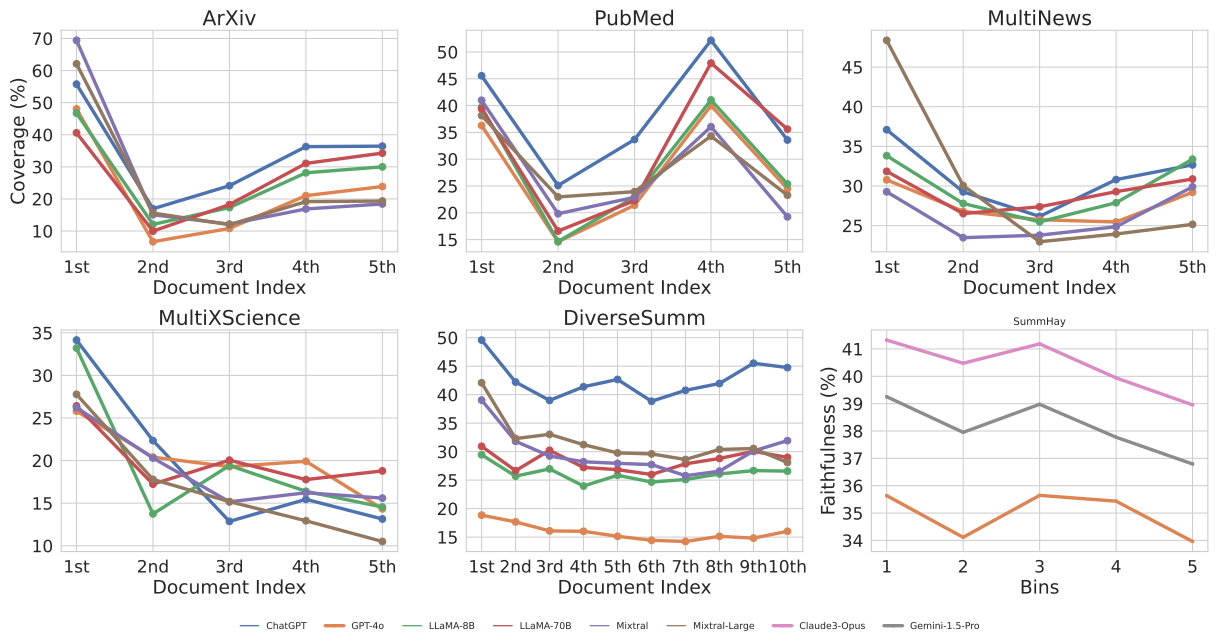 ArXiv
Coverage (%)
70
60
50
40
30
20
10
1st 2nd 3rd 4th 5th
Document Index
PubMed
50
45
40
35
30
25
20
15
1st 2nd 3rd 4th 5th
Document Index
MultiNews
45
40
35
30
25
1st 2nd 3rd 4th 5th
Document Index
MultiXScience
35
30
25
20
15
10
1st 2nd 3rd 4th 5th
Document Index
DiverseSumm
50
45
40
35
30
25
20
15
1st 2nd 3rd 4th 5th 6th 7th 8th 9th 10th
Document Index
SummHay
Faithfulness (%)
41
40
39
38
37
36
35
34
1 2 3 4 5
Bins
ChatGPT GPT-4o LLaMA-8B LLaMA-70B Mixtral Mixtral-Large Claude3-Opus Gemini-1.5-Pro